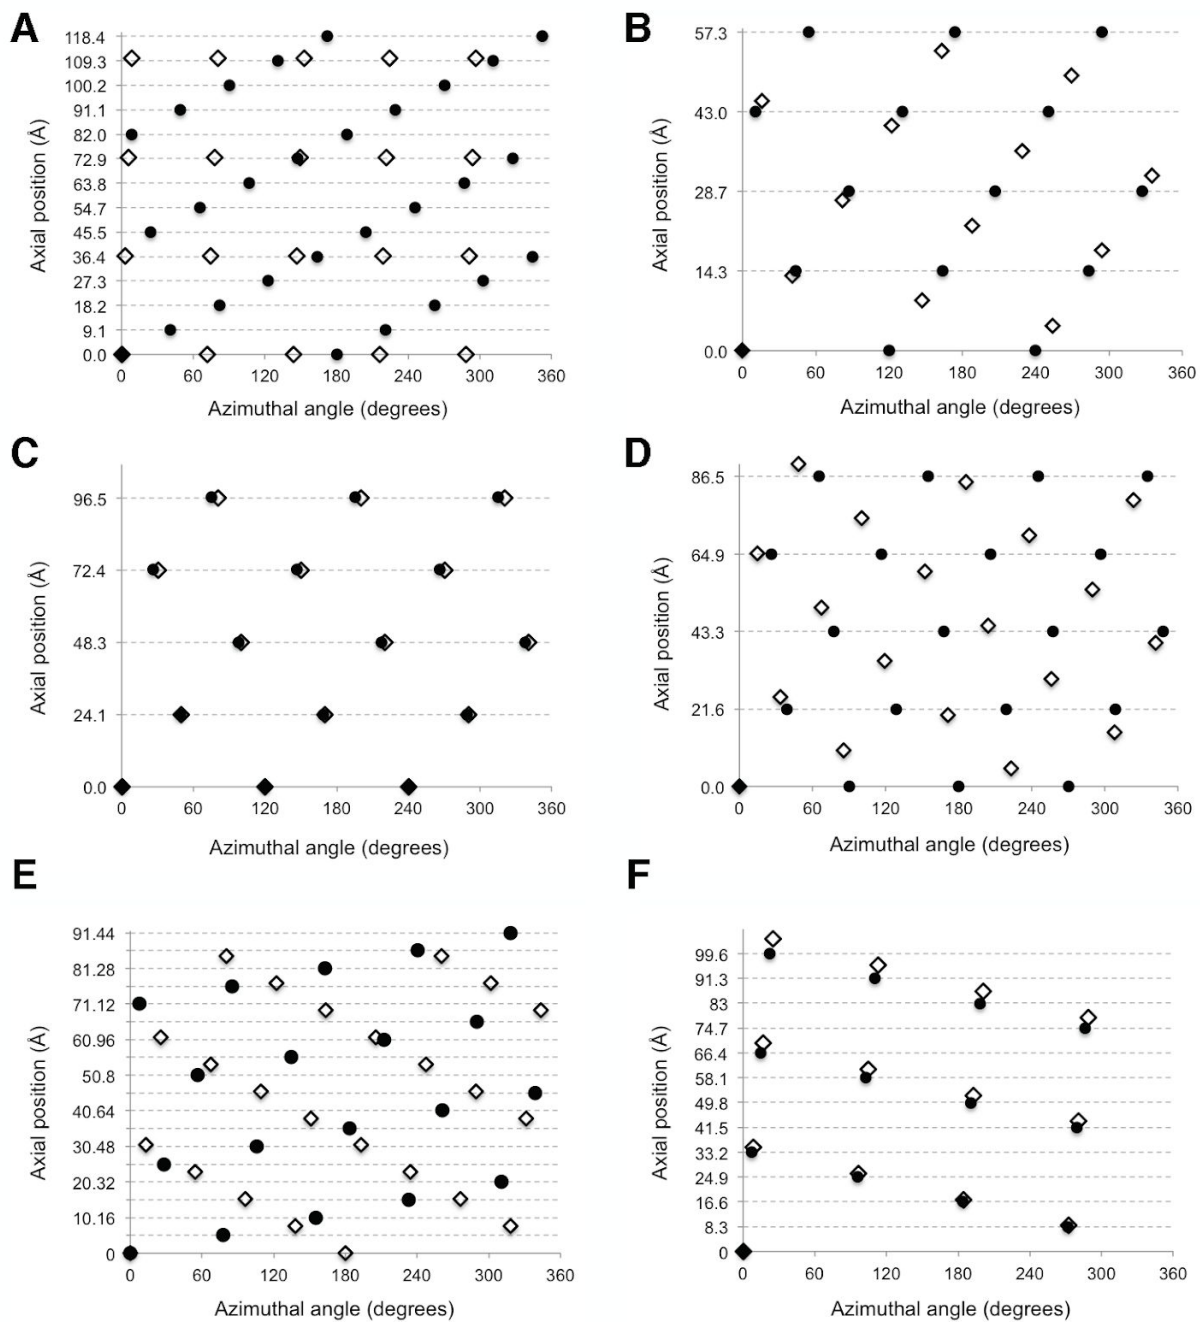 A
118.4
109.3
100.2
91.1
82.0
72.9
63.8
54.7
45.5
36.4
27.3
18.2
9.1
0.0
0 60 120 180 240 300 360
Axial position (Å)
Azimuthal angle (degrees)
B
57.3
43.0
28.7
14.3
0.0
0 60 120 180 240 300 360
Axial position (Å)
Azimuthal angle (degrees)
C
96.5
72.4
48.3
24.1
0.0
0 60 120 180 240 300 360
Axial position (Å)
Azimuthal angle (degrees)
D
86.5
64.9
43.3
21.6
0.0
0 60 120 180 240 300 360
Axial position (Å)
Azimuthal angle (degrees)
E
91.44
81.28
71.12
60.96
50.8
40.64
30.48
20.32
10.16
0
0 60 120 180 240 300 360
Axial position (Å)
Azimuthal angle (degrees)
F
99.6
91.3
83
74.7
66.4
58.1
49.8
41.5
33.2
24.9
16.6
8.3
0
0 60 120 180 240 300 360
Axial position (Å)
Azimuthal angle (degrees)